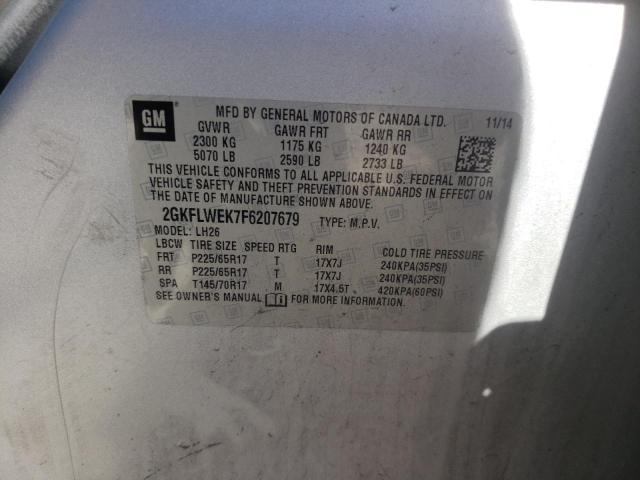 GM
MFD BY GENERAL MOTORS OF CANADA LTD. 11/14
GVWR GAWR FRT GAWR RR
2300 KG 1175 KG 1240 KG
5070 LB 2590 LB 2733 LB
THIS VEHICLE CONFORMS TO ALL APPLICABLE U.S. FEDERAL MOTOR
VEHICLE SAFETY AND THEFT PREVENTION STANDARDS IN EFFECT ON
THE DATE OF MANUFACTURE SHOWN ABOVE.
2GKFLWEK7F6207679 TYPE: M.P.V.
MODEL: LH26
LBCW TIRE SIZE SPEED RTG RIM COLD TIRE PRESSURE
FRT P225/65R17 T 17X7J 240KPA(35PSI)
RR P225/65R17 T 17X7J 240KPA(35PSI)
SPA T145/70R17 M 17X4.5T 420KPA(60PSI)
SEE OWNER'S MANUAL FOR MORE INFORMATION.